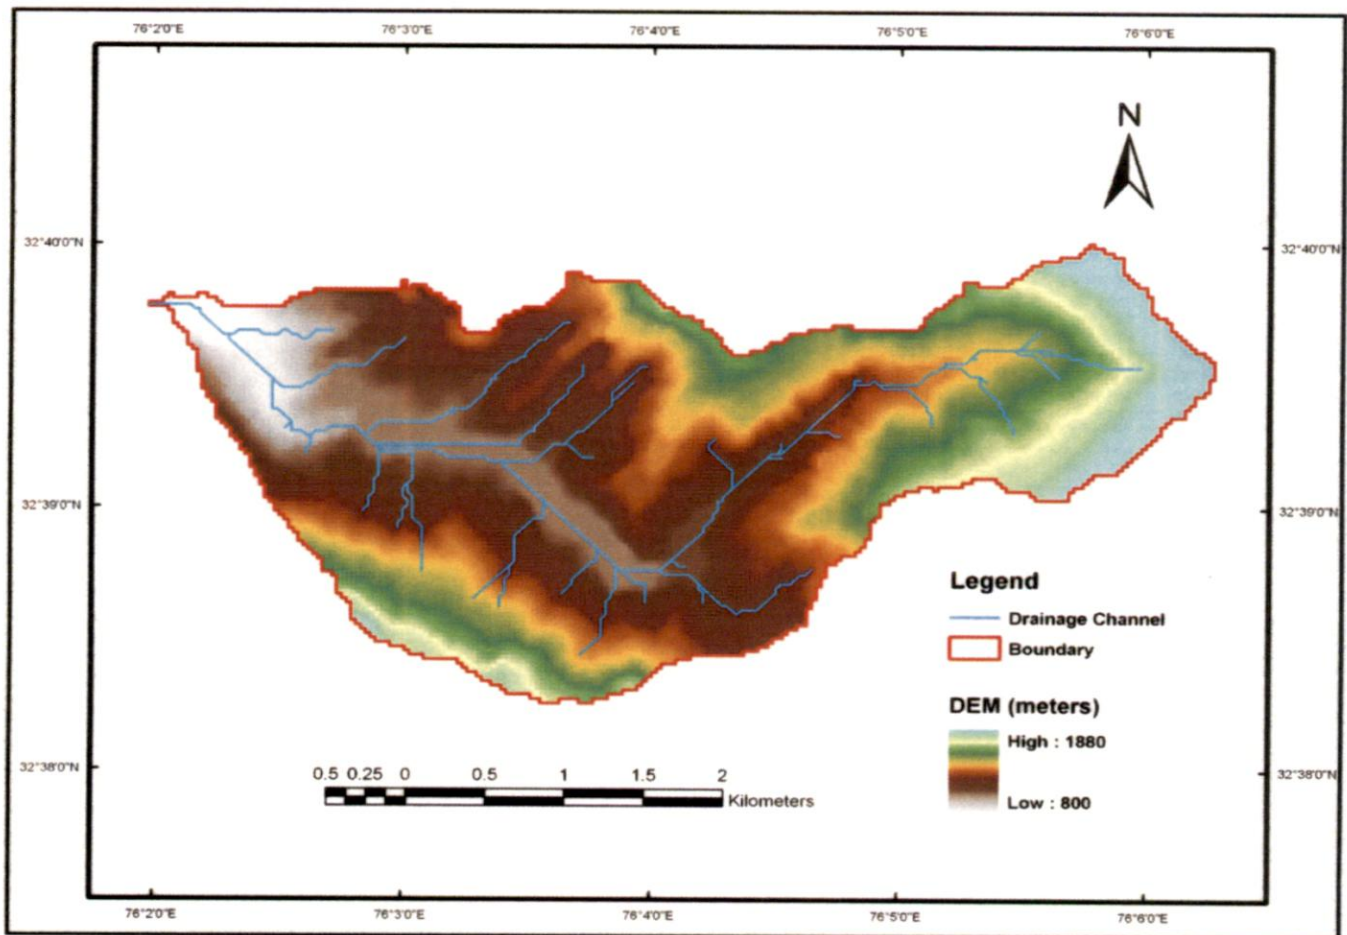 76°2'0"E 76°3'0"E 76°4'0"E 76°5'0"E 76°6'0"E
N
32°40'0"N 32°40'0"N
32°39'0"N 32°39'0"N
Legend
Drainage Channel
Boundary
DEM (meters)
High : 1880
Low : 800
32°38'0"N 32°38'0"N
0.5 0.25 0 0.5 1 1.5 2
Kilometers
76°2'0"E 76°3'0"E 76°4'0"E 76°5'0"E 76°6'0"E